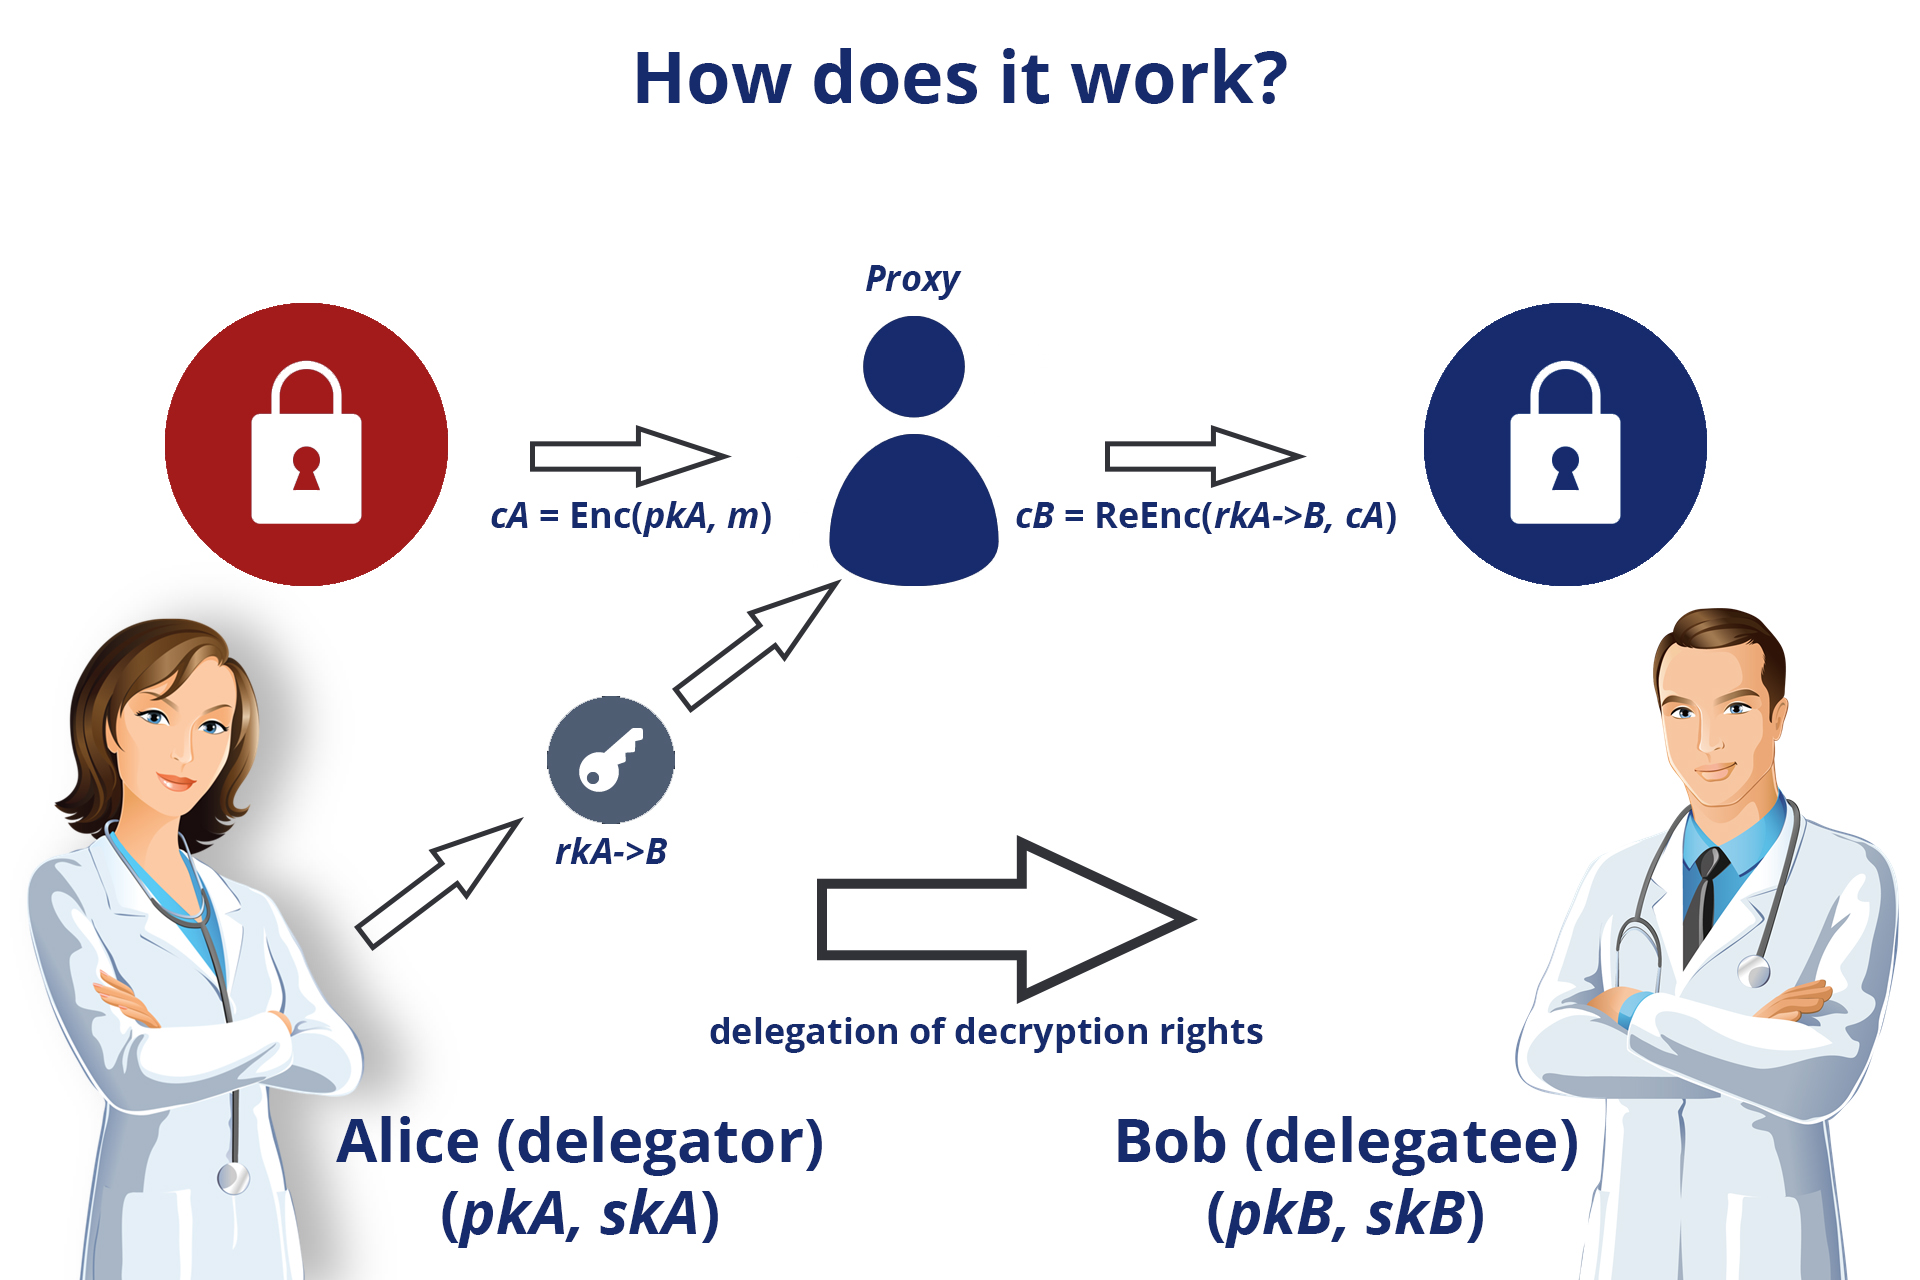 How does it work?
Proxy
cA = Enc(pkA, m)
cB = ReEnc(rkA->B, cA)
rkA->B
delegation of decryption rights
Alice (delegator)
(pkA, skA)
Bob (delegatee)
(pkB, skB)